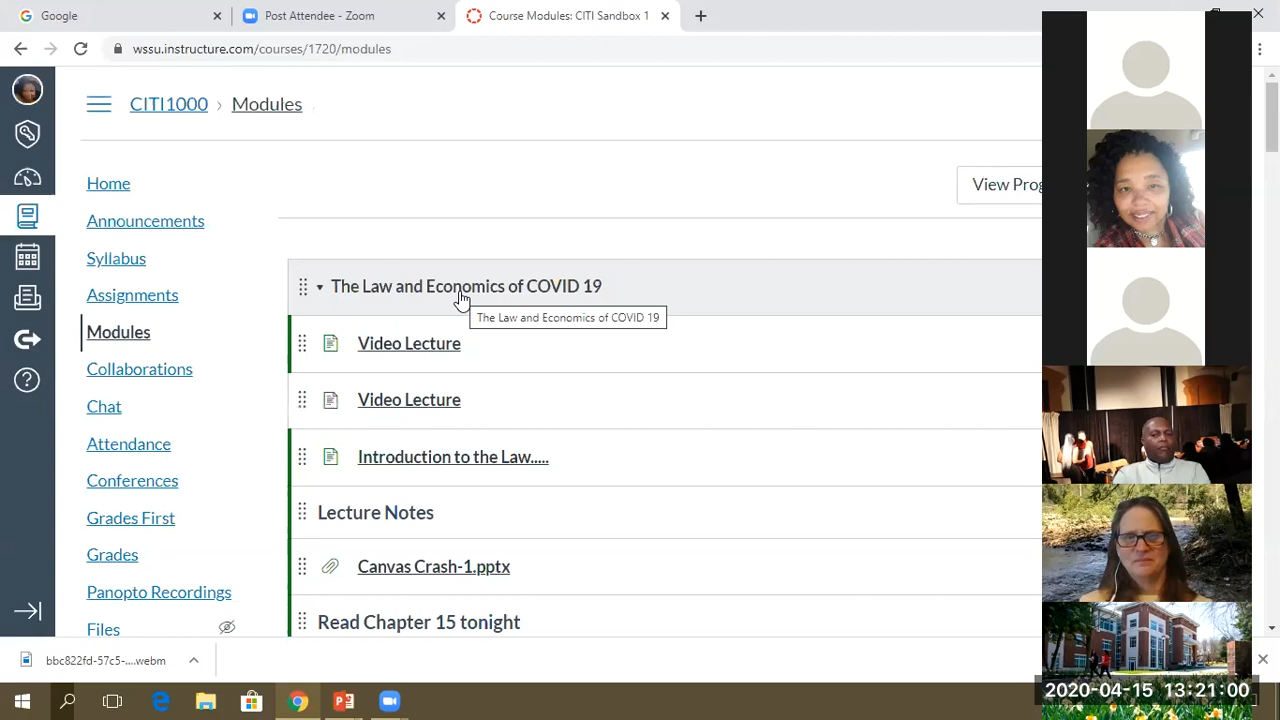 Google
Post Attendee - Zoom
Course Modules: CITI Sandbox 1
wssu.instructure.com/courses/1720/modules
CITI1000 › Modules
Home
Announcements
Syllabus
Assignments
Modules
Collaborations
Chat
Attendance
Conferences
Grades First
Grades
Panopto Recordings
Files
View Prog
The Law and Economics of COVID 19
The Law and Economics of COVID 19
Video Lecture
Video Lecture
Introduction to the Law.....
Lecture Notes
Canvas Crash-1.pptx
Read Chapter 15 tonight
bbc822fd-57c5-....webm
2020-04-15 13:21:00